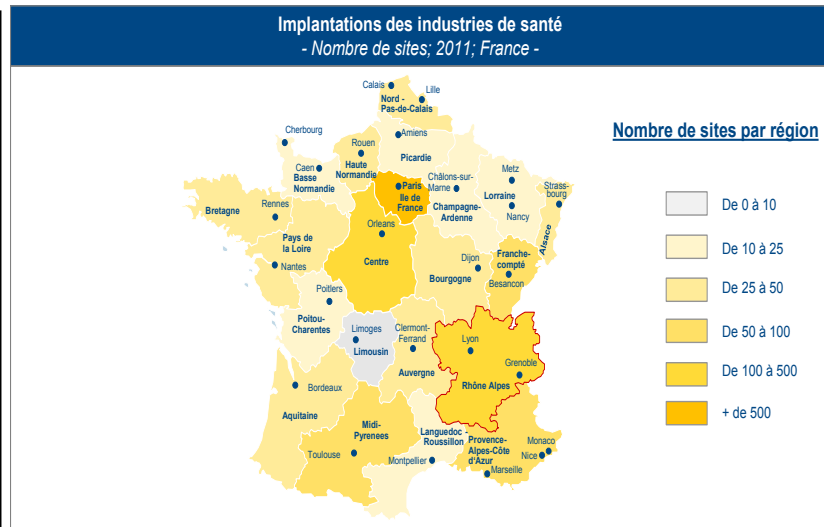 Implantations des industries de santé
- Nombre de sites; 2011; France -
Nombre de sites par région
De 0 à 10
De 10 à 25
De 25 à 50
De 50 à 100
De 100 à 500
+ de 500
Calais
Lille
Nord -
Pas-de-Calais
Cherbourg
Rouen
Amiens
Picardie
Caen
Basse
Normandie
Haute
Normandie
Paris
Ile de
France
Châlons-sur-
Marne
Champagne-
Ardenne
Metz
Lorraine
Nancy
Strass-
bourg
Alsace
Bretagne
Rennes
Pays de
la Loire
Nantes
Orleans
Centre
Dijon
Bourgogne
Franche-
compté
Besancon
Poitlers
Poitou-
Charentes
Limoges
Limousin
Clermont-
Ferrand
Auvergne
Lyon
Grenoble
Rhône Alpes
Bordeaux
Aquitaine
Midi-
Pyrenees
Toulouse
Languedoc -
Roussillon
Montpellier
Provence-
Alpes-Côte
d'Azur
Monaco
Nice
Marseille